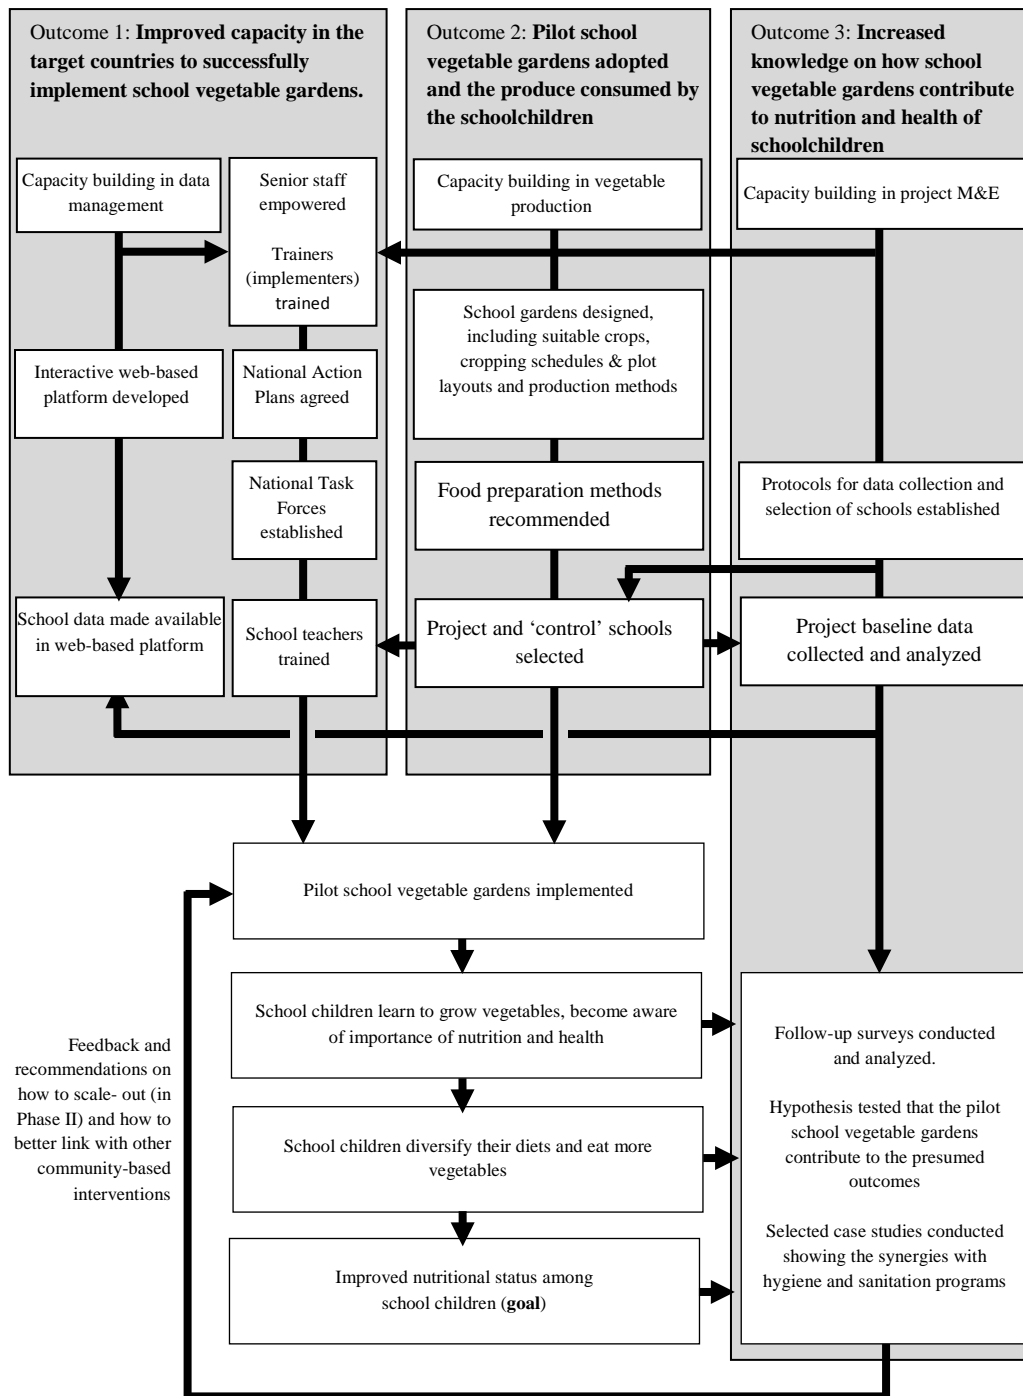 Outcome 1: Improved capacity in the
target countries to successfully
implement school vegetable gardens.
Outcome 2: Pilot school
vegetable gardens adopted
and the produce consumed by
the schoolchildren
Outcome 3: Increased
knowledge on how school
vegetable gardens contribute
to nutrition and health of
schoolchildren
Capacity building in data
management
Senior staff
empowered
Trainers
(implementers)
trained
Capacity building in vegetable
production
Capacity building in project M&E
Interactive web-based
platform developed
National Action
Plans agreed
School gardens designed,
including suitable crops,
cropping schedules & plot
layouts and production methods
National Task
Forces
established
Food preparation methods
recommended
Protocols for data collection and
selection of schools established
School data made available
in web-based platform
School teachers
trained
Project and ‘control’ schools
selected
Project baseline data
collected and analyzed
Pilot school vegetable gardens implemented
School children learn to grow vegetables, become aware
of importance of nutrition and health
School children diversify their diets and eat more
vegetables
Improved nutritional status among
school children (goal)
Feedback and
recommendations on
how to scale- out (in
Phase II) and how to
better link with other
community-based
interventions
Follow-up surveys conducted
and analyzed.
Hypothesis tested that the pilot
school vegetable gardens
contribute to the presumed
outcomes
Selected case studies conducted
showing the synergies with
hygiene and sanitation programs